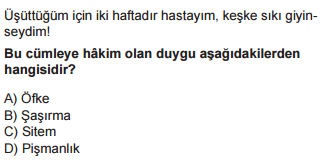 Üşüttüğüm için iki haftadır hastayım, keşke sıkı giyin-
seydim!
Bu cümleye hâkim olan duygu aşağıdakilerden
hangisidir?
A) Öfke
B) Şaşırma
C) Sitem
D) Pişmanlık